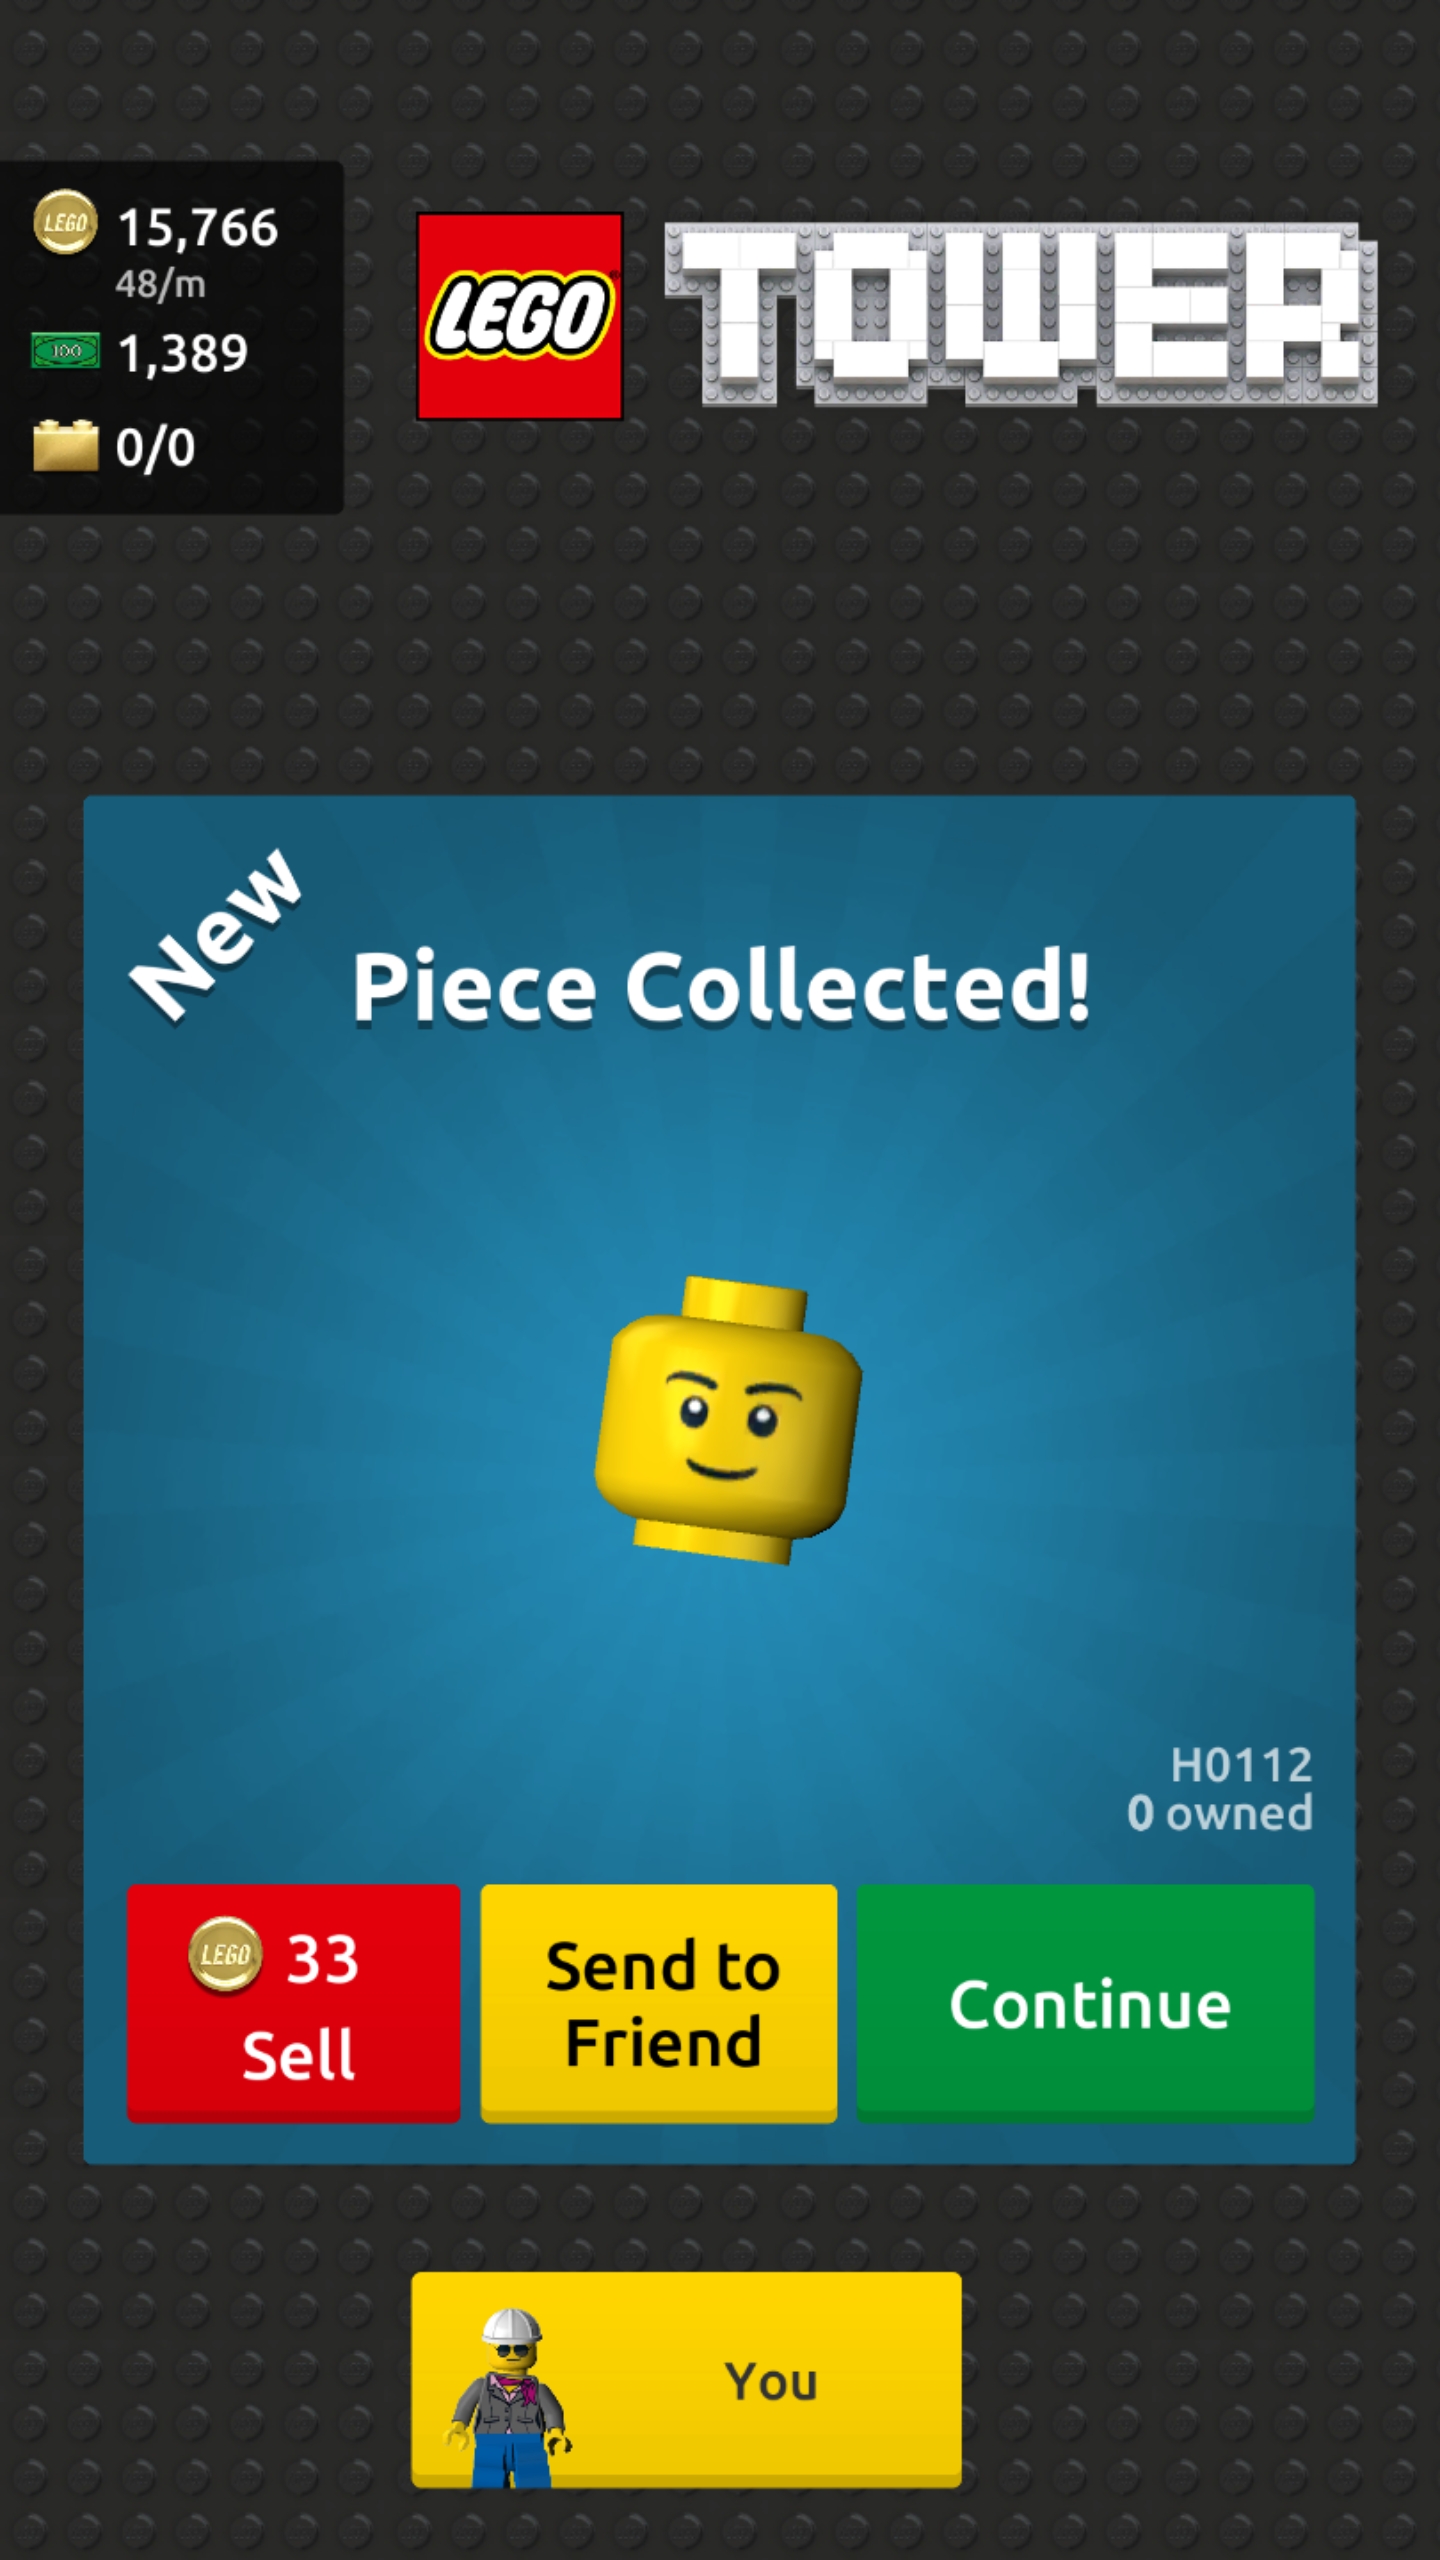 LEGO
15,766
48/m
100
1,389
0/0
LEGO
TOWER
New
Piece Collected!
H0112
0 owned
LEGO
33
Sell
Send to
Friend
Continue
You